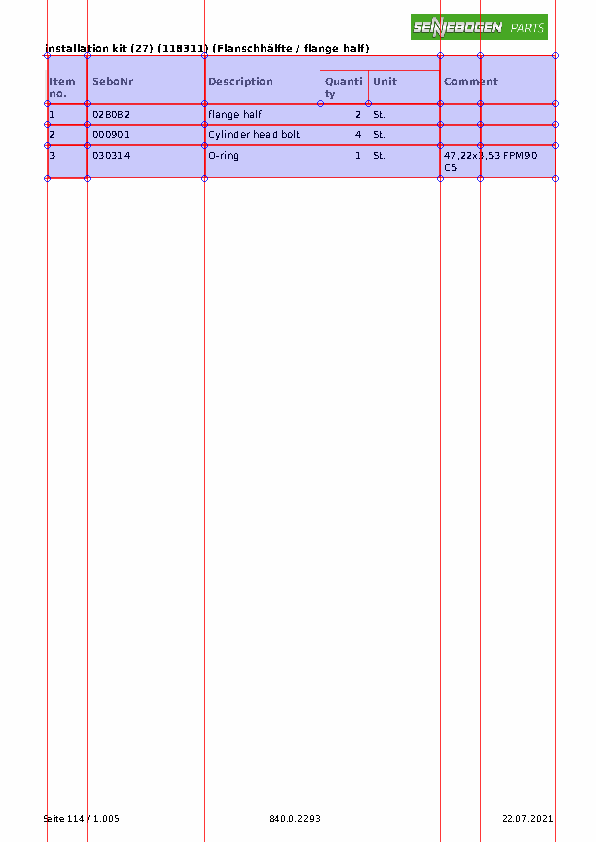 SENNEBOGEN PARTS
installation kit (27) (118311) (Flanschhälfte / flange half)
Item no. SeboNr Description Quantity Unit Comment
1 02B0B2 flange half 2 St.
2 000901 Cylinder head bolt 4 St.
3 030314 O-ring 1 St. 47,22x3,53 FPM90
C5
Seite 114 / 1.005 840.0.2293 22.07.2021